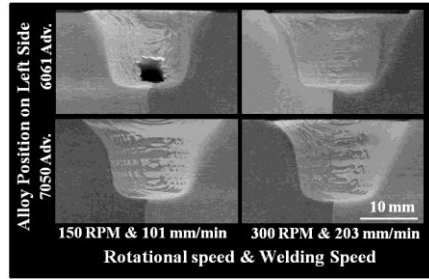 Alloy Position on Left Side
6061 Adv.
7050 Adv.
10 mm
150 RPM & 101 mm/min
300 RPM & 203 mm/min
Rotational speed & Welding Speed